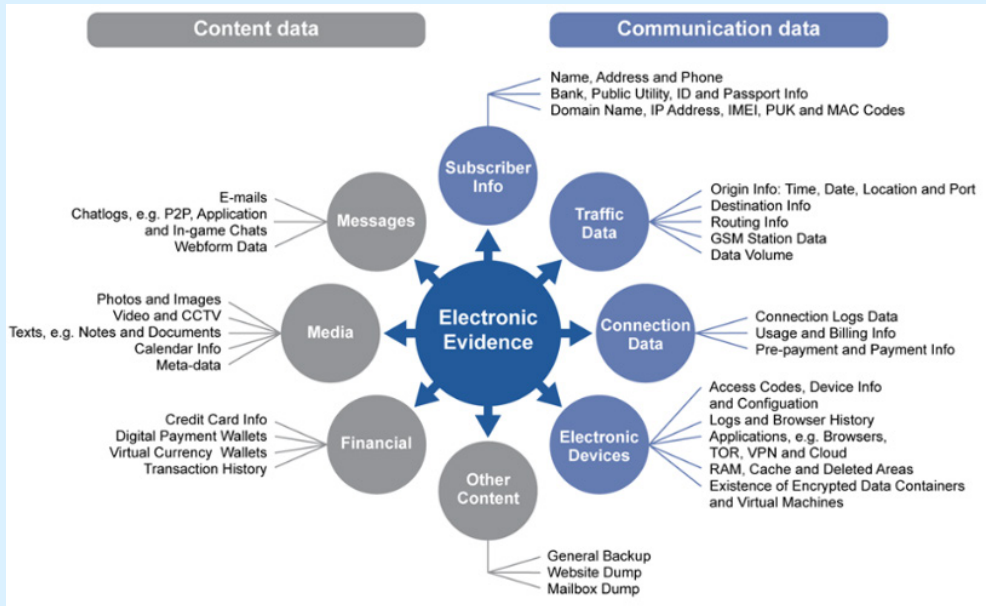 Content data
Communication data
Name, Address and Phone
Bank, Public Utility, ID and Passport Info
Domain Name, IP Address, IMEI, PUK and MAC Codes
Subscriber
Info
E-mails
Chatlogs, e.g. P2P, Application
and In-game Chats
Webform Data
Messages
Traffic
Data
Origin Info: Time, Date, Location and Port
Destination Info
Routing Info
GSM Station Data
Data Volume
Photos and Images
Video and CCTV
Texts, e.g. Notes and Documents
Calendar Info
Meta-data
Media
Electronic
Evidence
Connection
Data
Connection Logs Data
Usage and Billing Info
Pre-payment and Payment Info
Credit Card Info
Digital Payment Wallets
Virtual Currency Wallets
Transaction History
Financial
Other
Content
Electronic
Devices
Access Codes, Device Info
and Configuation
Logs and Browser History
Applications, e.g. Browsers,
TOR, VPN and Cloud
RAM, Cache and Deleted Areas
Existence of Encrypted Data Containers
and Virtual Machines
General Backup
Website Dump
Mailbox Dump